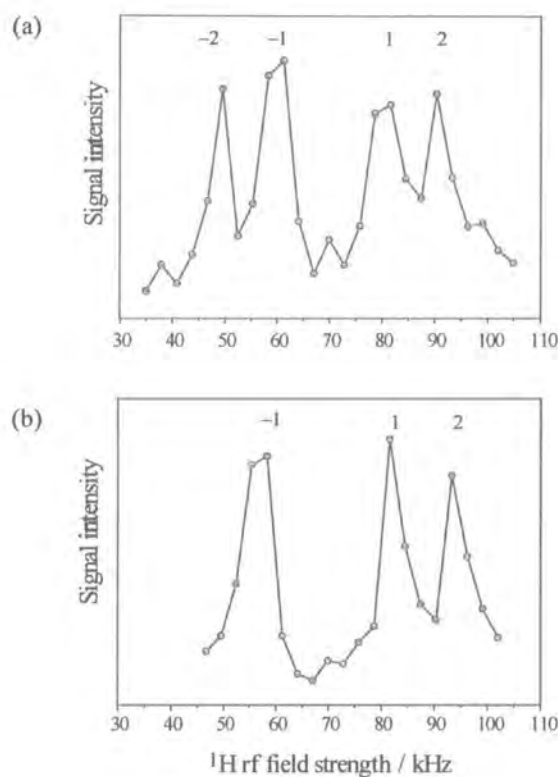 (a)
−2 −1 1 2
Signal intensity
30 40 50 60 70 80 90 100 110
(b)
−1 1 2
Signal intensity
30 40 50 60 70 80 90 100 110
¹H rf field strength / kHz